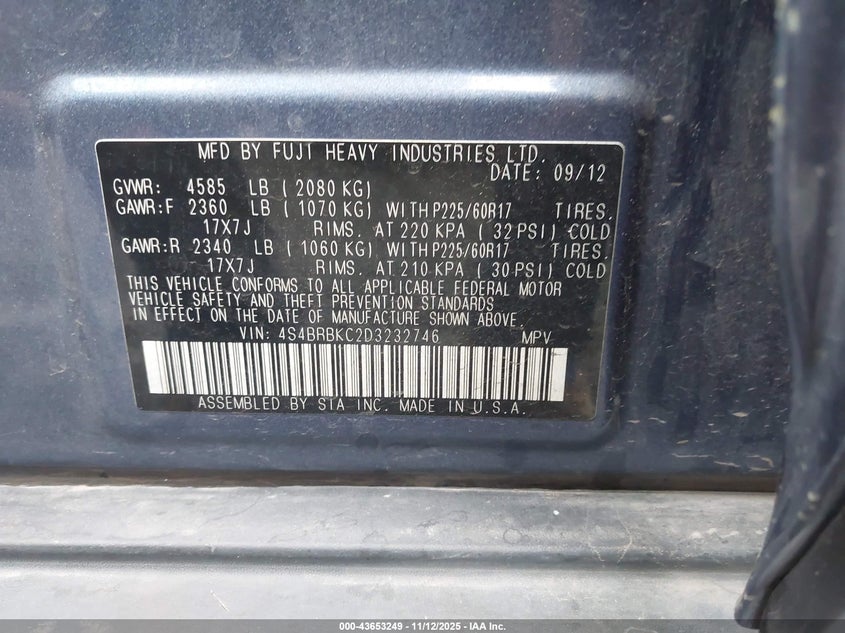 MFD BY FUJI HEAVY INDUSTRIES LTD.
DATE: 09/12
GVWR: 4585 LB ( 2080 KG)
GAWR:F 2360 LB ( 1070 KG) WITH P225/60R17 TIRES.
17X7J RIMS. AT 220 KPA ( 32 PSI) COLD
GAWR:R 2340 LB ( 1060 KG) WITH P225/60R17 TIRES.
17X7J RIMS. AT 210 KPA ( 30 PSI) COLD
THIS VEHICLE CONFORMS TO ALL APPLICABLE FEDERAL MOTOR
VEHICLE SAFETY AND THEFT PREVENTION STANDARDS
IN EFFECT ON THE DATE OF MANUFACTURE SHOWN ABOVE.
VIN: 4S4BRBKC2D3232746 MPV
ASSEMBLED BY SIA INC. MADE IN U.S.A.
000-43653249 - 11/12/2025 - IAA Inc.